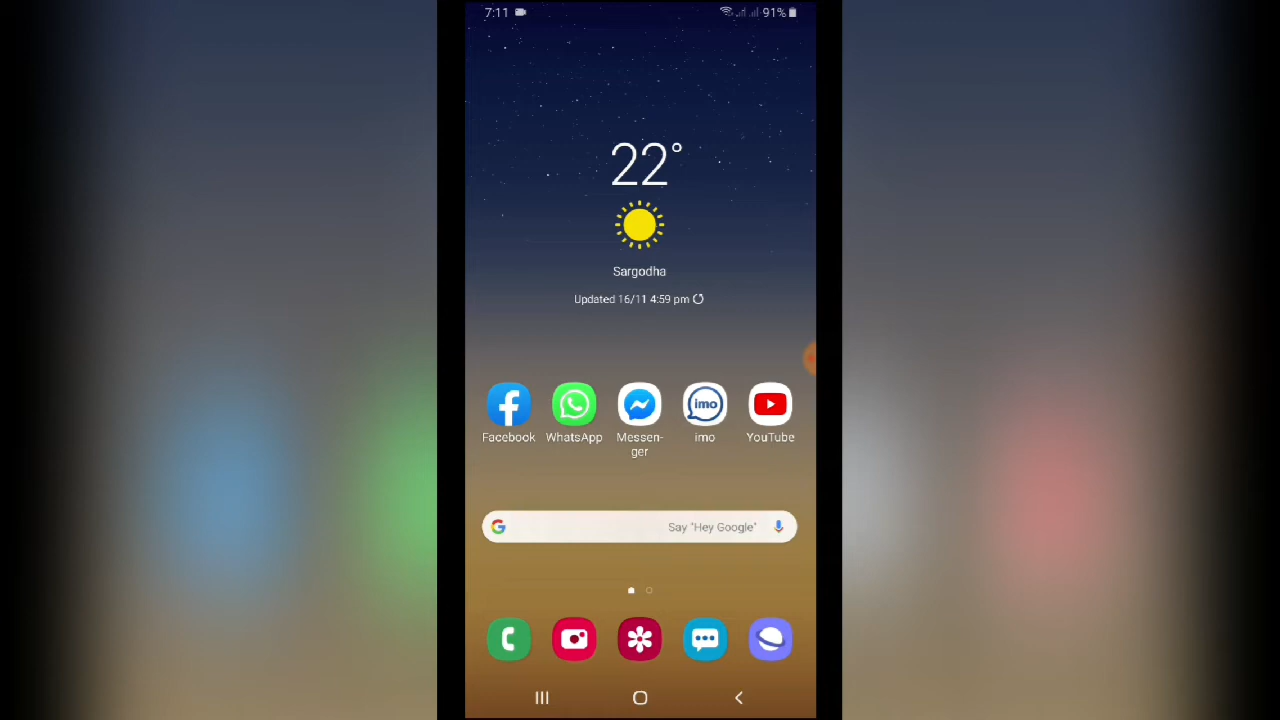 7:11 91%
22°
Sargodha
Updated 16/11 4:59 pm
Facebook WhatsApp Messen- imo YouTube
ger
G Say "Hey Google"